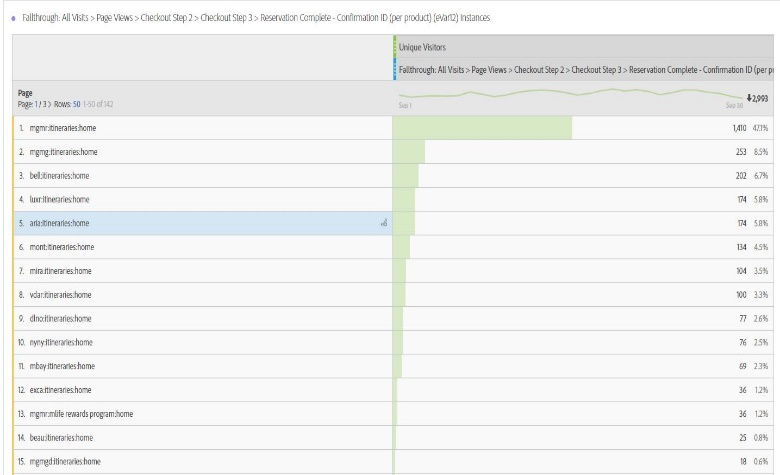 Fallthrough: All Visits > Page Views > Checkout Step 2 > Checkout Step 3 > Reservation Complete - Confirmation ID (per product) (eVar12) Instances
Unique Visitors
Fallthrough: All Visits > Page Views > Checkout Step 2 > Checkout Step 3 > Reservation Complete - Confirmation ID (per pr
Page
Page: 1 / 3 > Rows: 50 1-50 of 142
Sep 1
Sep 30
2,993
1. mgmr:itineraries:home 1,410 47.1%
2. mgmg:itineraries:home 253 8.5%
3. bell:itineraries:home 202 6.7%
4. luxr:itineraries:home 174 5.8%
5. aria:itineraries:home 174 5.8%
6. mont:itineraries:home 134 4.5%
7. mira:itineraries:home 104 3.5%
8. vdar:itineraries:home 100 3.3%
9. dlno:itineraries:home 77 2.6%
10. nyny:itineraries:home 76 2.5%
11. mbay:itineraries:home 69 2.3%
12. exca:itineraries:home 36 1.2%
13. mgmr:mlife rewards program:home 36 1.2%
14. beau:itineraries:home 25 0.8%
15. mgmgd:itineraries:home 18 0.6%